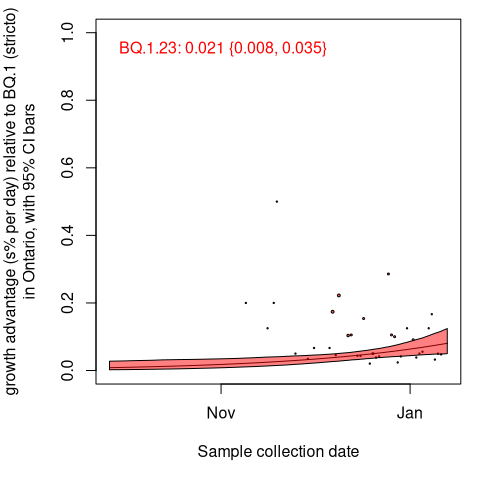 BQ.1.23: 0.021 {0.008, 0.035}
growth advantage (s% per day) relative to BQ.1 (stricto)
in Ontario, with 95% CI bars
1.0
0.8
0.6
0.4
0.2
0.0
Nov Jan
Sample collection date